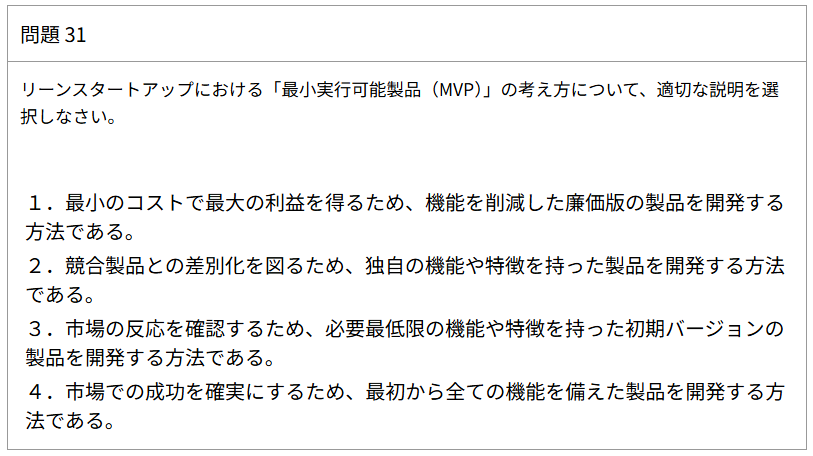 問題 31
リーンスタートアップにおける「最小実行可能製品（MVP）」の考え方について、適切な説明を選
択しなさい。
１．最小のコストで最大の利益を得るため、機能を削減した廉価版の製品を開発する
方法である。
２．競合製品との差別化を図るため、独自の機能や特徴を持った製品を開発する方法
である。
３．市場の反応を確認するため、必要最低限の機能や特徴を持った初期バージョンの
製品を開発する方法である。
４．市場での成功を確実にするため、最初から全ての機能を備えた製品を開発する方
法である。